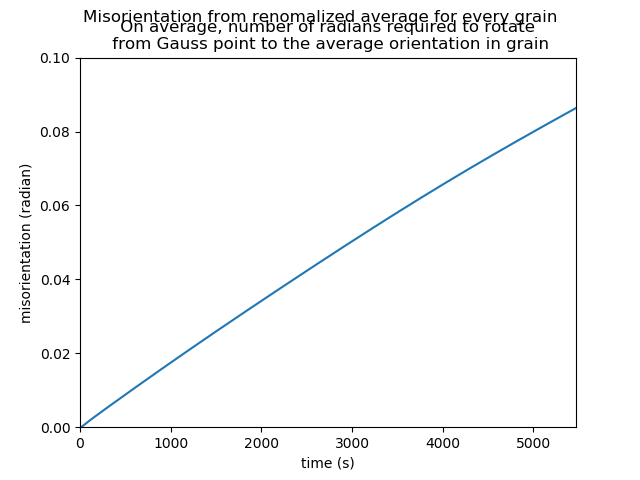 Misorientation from renomalized average for every grain
On average, number of radians required to rotate
from Gauss point to the average orientation in grain
0.10
0.08
0.06
0.04
0.02
0.00
misorientation (radian)
0 1000 2000 3000 4000 5000
time (s)